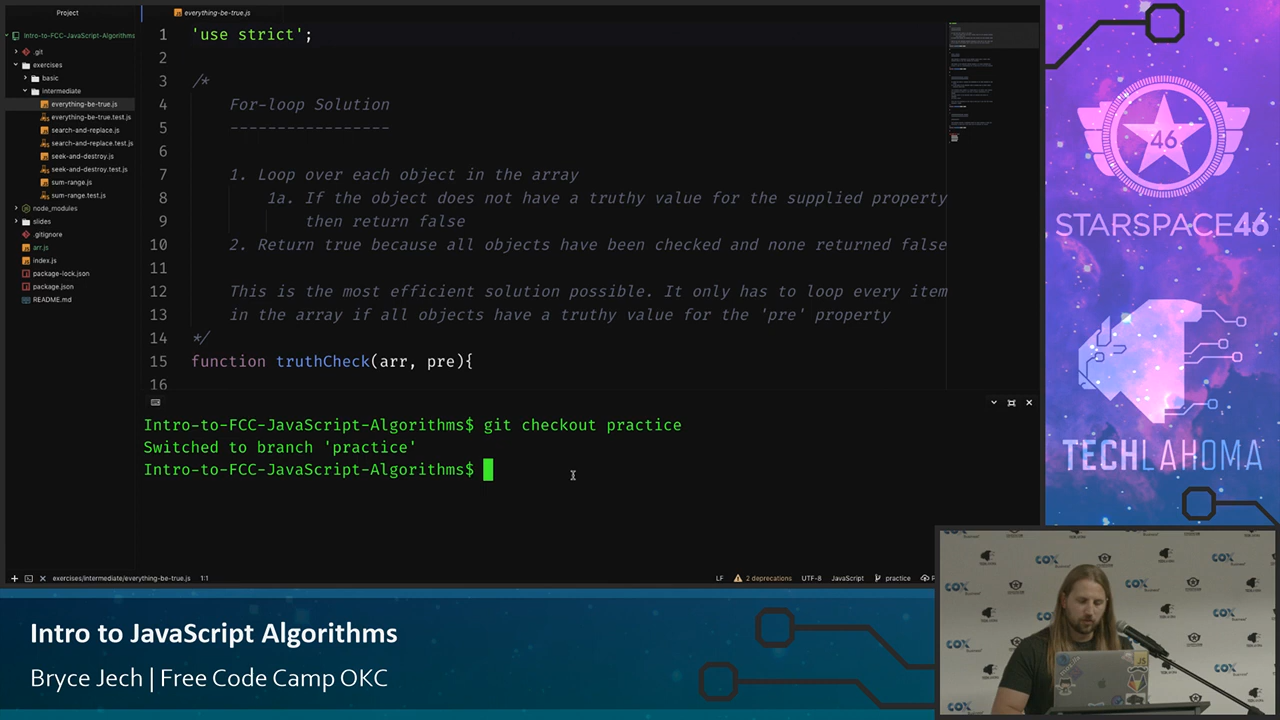 Project
everything-be-true.js
Intro-to-FCC-JavaScript-Algorithms
.git
exercises
basic
intermediate
everything-be-true.js
everything-be-true.test.js
search-and-replace.js
search-and-replace.test.js
seek-and-destroy.js
seek-and-destroy.test.js
sum-range.js
sum-range.test.js
node_modules
slides
.gitignore
arr.js
index.js
package-lock.json
package.json
README.md
1 'use strict';
2
3 /*
4 For Loop Solution
5 -----------------
6
7 1. Loop over each object in the array
8 1a. If the object does not have a truthy value for the supplied property
9 then return false
10 2. Return true because all objects have been checked and none returned false
11
12 This is the most efficient solution possible. It only has to loop every item
13 in the array if all objects have a truthy value for the 'pre' property
14 */
15 function truthCheck(arr, pre){
16
Intro-to-FCC-JavaScript-Algorithms$ git checkout practice
Switched to branch 'practice'
Intro-to-FCC-JavaScript-Algorithms$
exercises/intermediate/everything-be-true.js 1:1 LF 2 deprecations UTF-8 JavaScript practice
46
STARSPACE46
TECHLAHOMA
Intro to JavaScript Algorithms
Bryce Jech | Free Code Camp OKC
COX
COX
COX
COX
JS